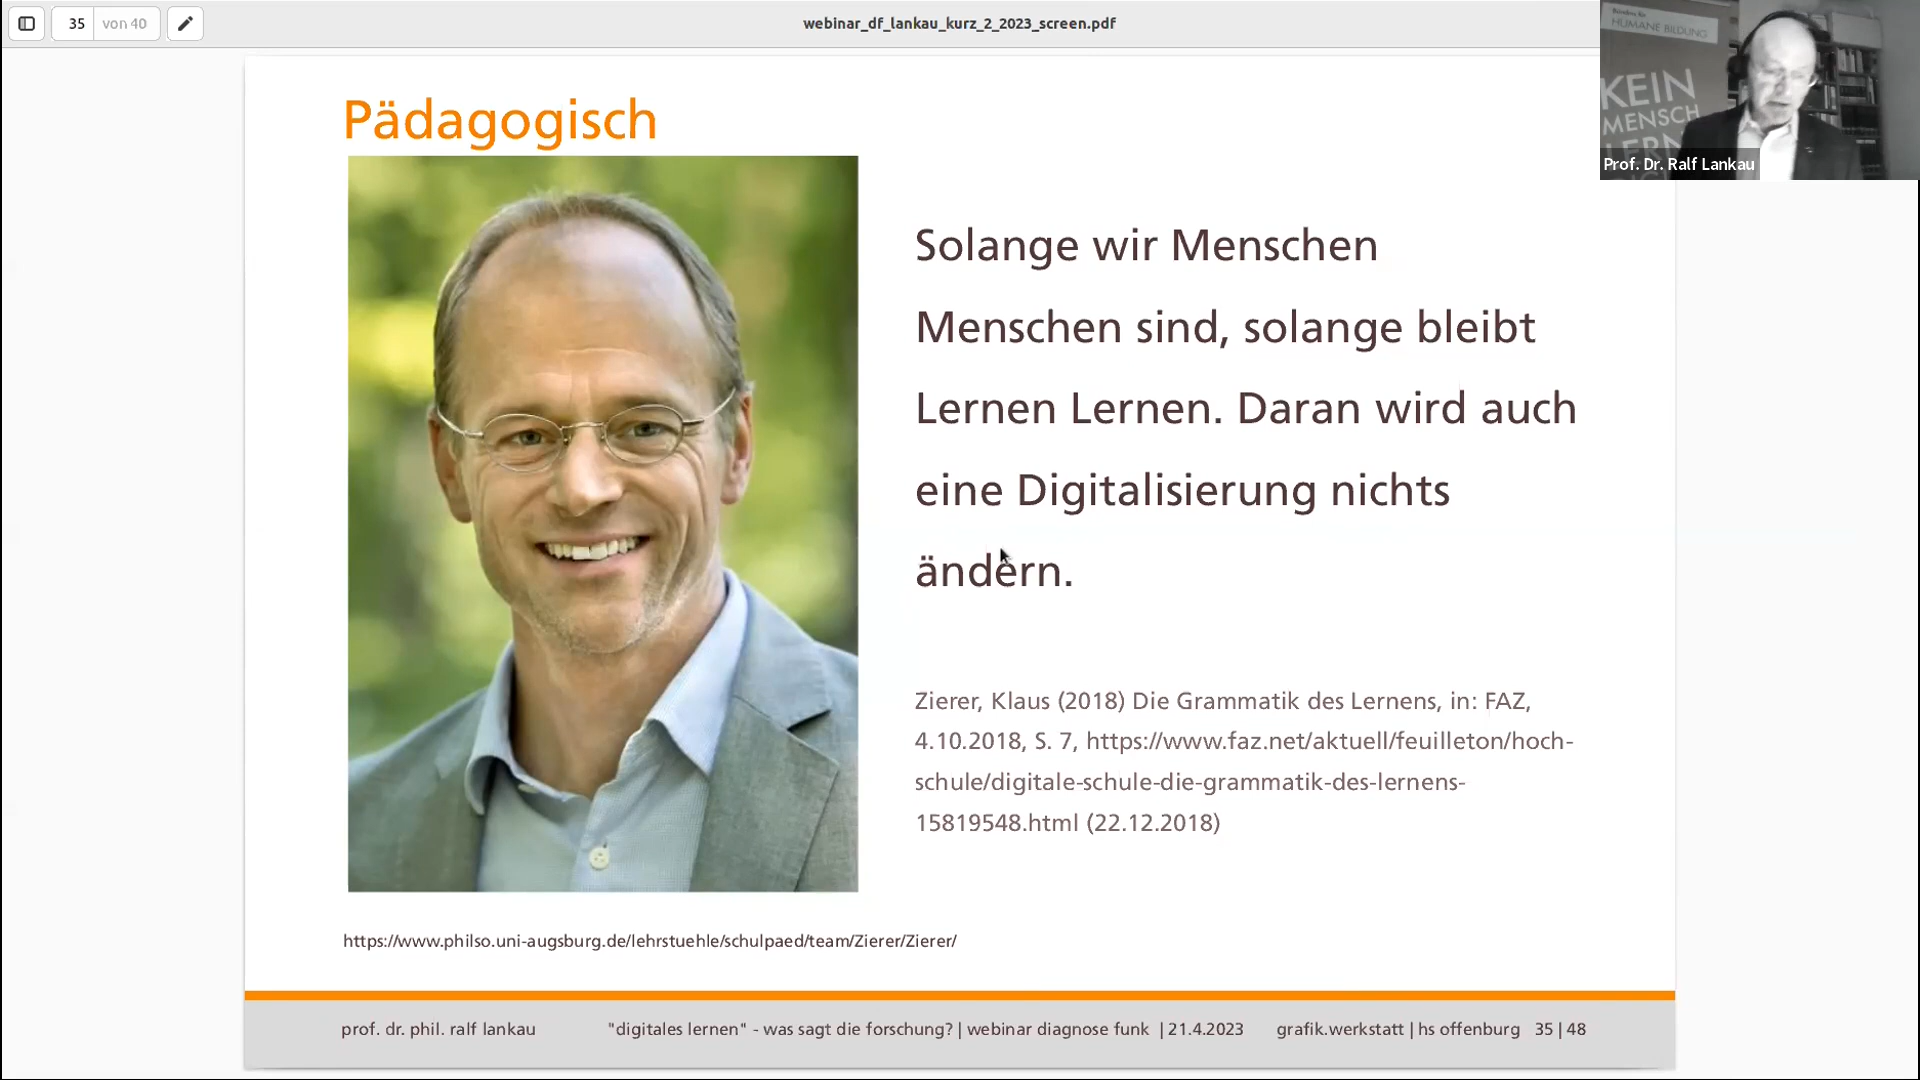 35
von 40
webinar_df_lankau_kurz_2_2023_screen.pdf
HUMANE BILDUNG
KEIN
MENSCH
LERN
Prof. Dr. Ralf Lankau
Pädagogisch
Solange wir Menschen
Menschen sind, solange bleibt
Lernen Lernen. Daran wird auch
eine Digitalisierung nichts
ändern.
Zierer, Klaus (2018) Die Grammatik des Lernens, in: FAZ,
4.10.2018, S. 7, https://www.faz.net/aktuell/feuilleton/hoch-
schule/digitale-schule-die-grammatik-des-lernens-
15819548.html (22.12.2018)
https://www.philso.uni-augsburg.de/lehrstuehle/schulpaed/team/Zierer/Zierer/
prof. dr. phil. ralf lankau
"digitales lernen" - was sagt die forschung? | webinar diagnose funk | 21.4.2023
grafik.werkstatt | hs offenburg
35 | 48